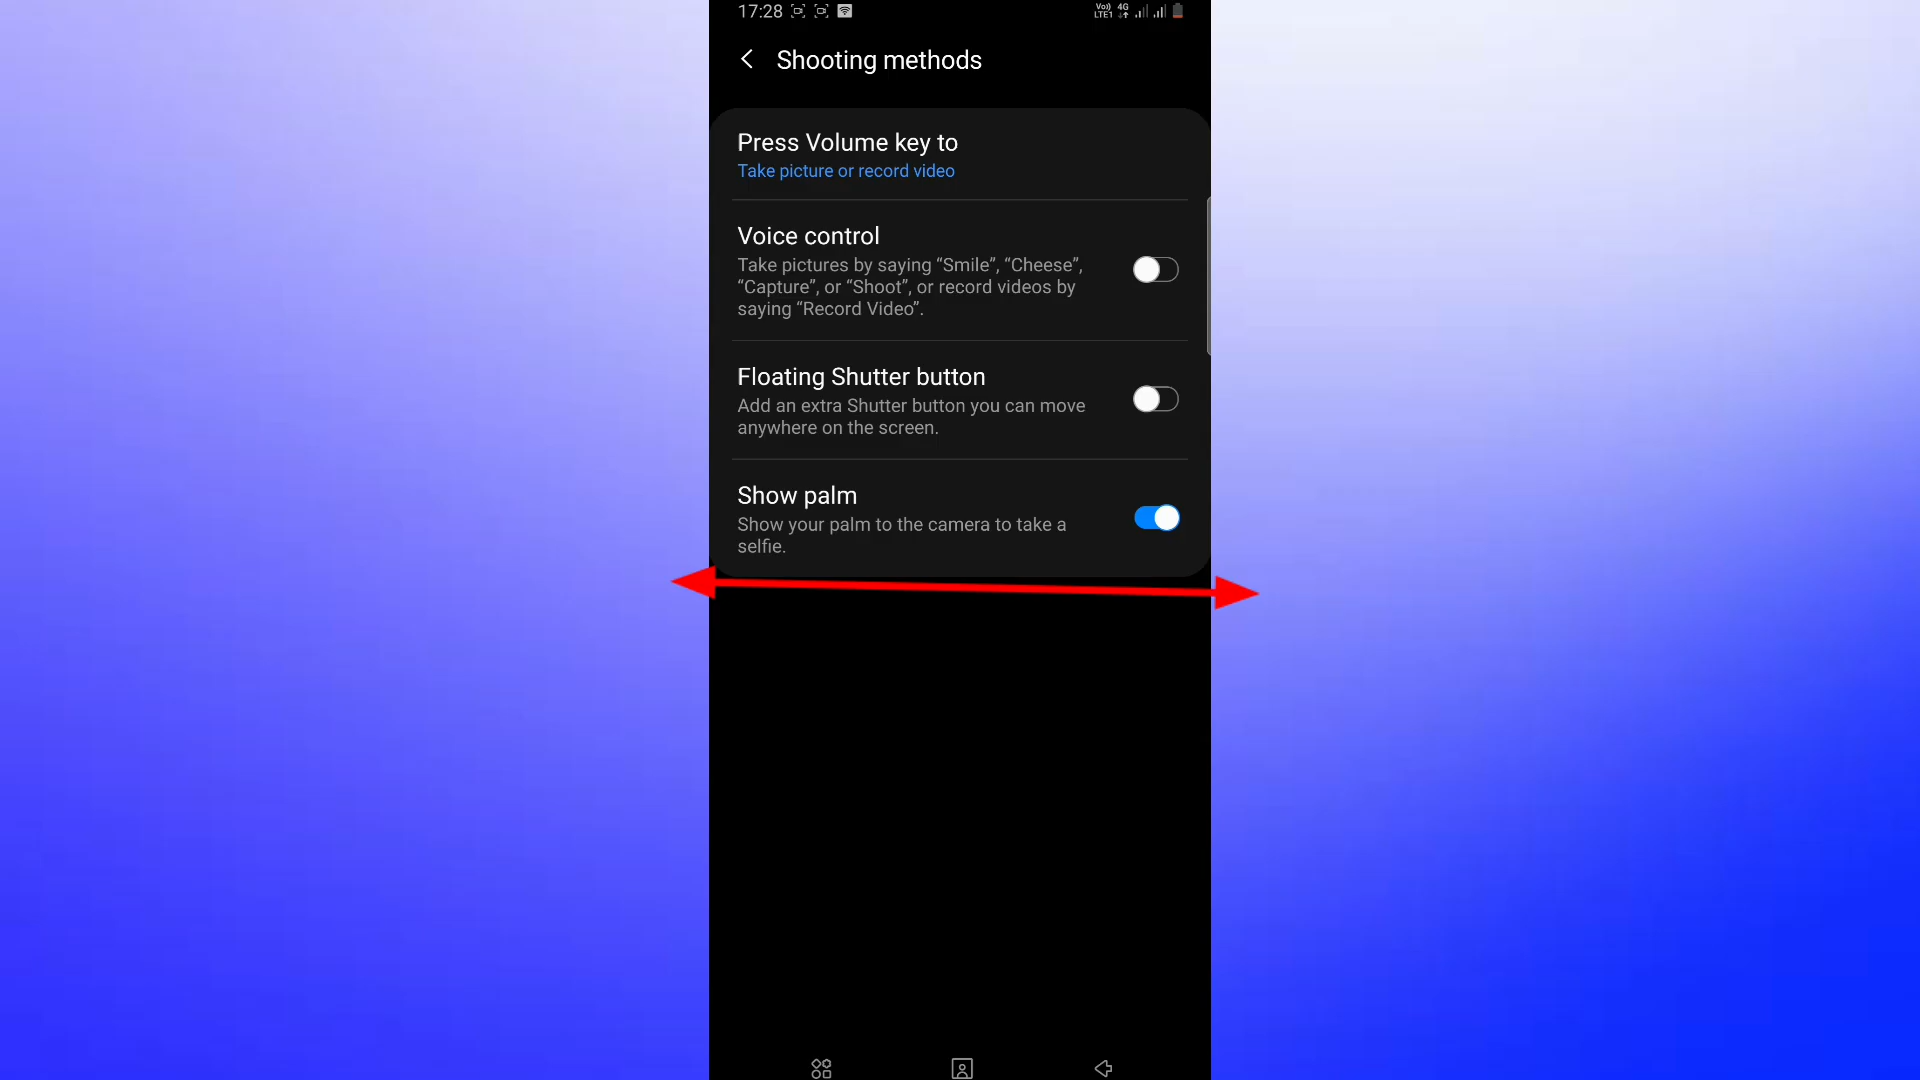 17:28
Vo)) 4G
LTE1
Shooting methods
Press Volume key to
Take picture or record video
Voice control
Take pictures by saying “Smile”, “Cheese”,
“Capture”, or “Shoot”, or record videos by
saying “Record Video”.
Floating Shutter button
Add an extra Shutter button you can move
anywhere on the screen.
Show palm
Show your palm to the camera to take a
selfie.